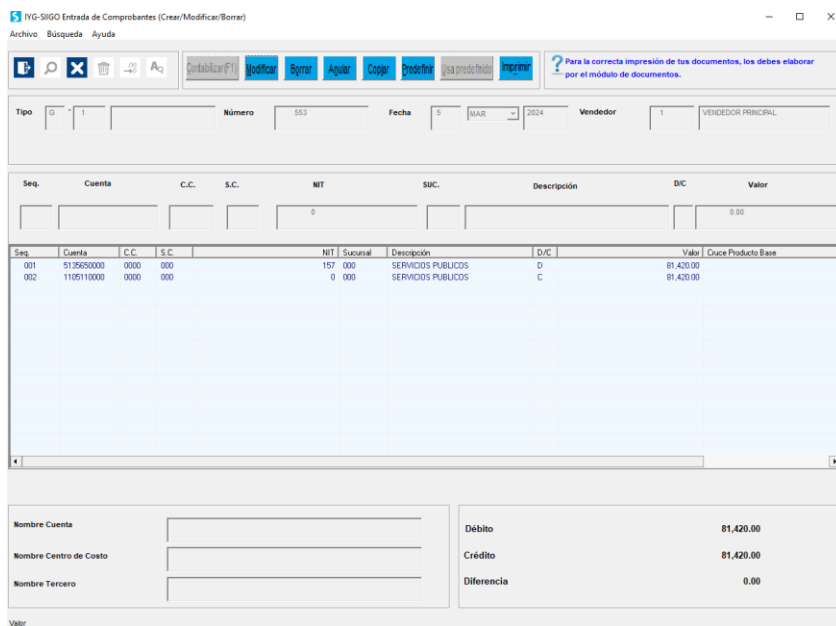 IYG-SIIGO Entrada de Comprobantes (Crear/Modificar/Borrar)
Archivo Búsqueda Ayuda
Contabilizar(F1) Modificar Borrar Anular Copiar Predefinir Usa predefinido Imprimir
Para la correcta impresión de tus documentos, los debes elaborar
por el módulo de documentos.
Tipo G - 1 Número 553 Fecha 5 MAR 2024 Vendedor 1 VENDEDOR PRINCIPAL
Seq. Cuenta C.C. S.C. NIT SUC. Descripción D/C Valor
0 0.00
Seq. Cuenta C.C. S.C. NIT Sucursal Descripción D/C Valor Cruce Producto Base
001 5135650000 0000 000 157 000 SERVICIOS PUBLICOS D 81,420.00
002 1105110000 0000 000 0 000 SERVICIOS PUBLICOS C 81,420.00
Nombre Cuenta
Nombre Centro de Costo
Nombre Tercero
Débito 81,420.00
Crédito 81,420.00
Diferencia 0.00
Valor